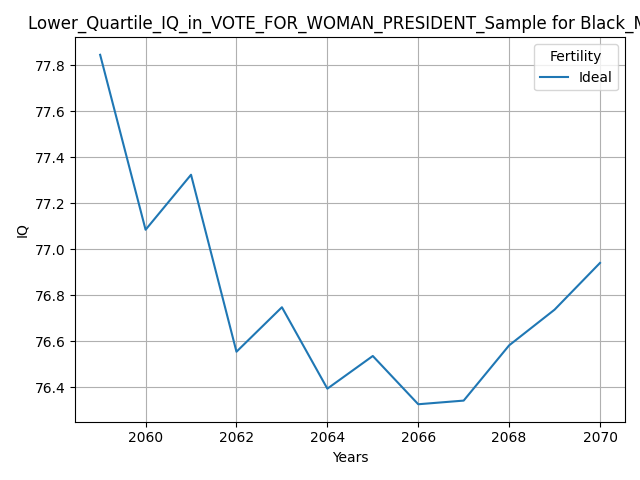 Lower_Quartile_IQ_in_VOTE_FOR_WOMAN_PRESIDENT_Sample for Black_M
Fertility
Ideal
77.8
77.6
77.4
77.2
77.0
76.8
76.6
76.4
IQ
2060 2062 2064 2066 2068 2070
Years